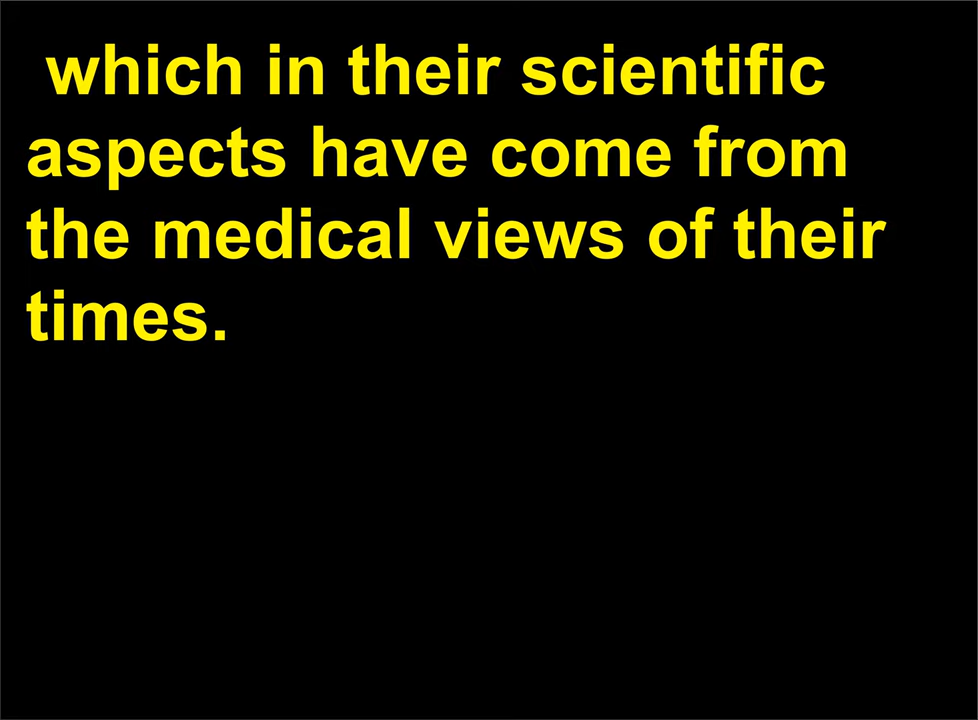 which in their scientific
aspects have come from
the medical views of their
times.